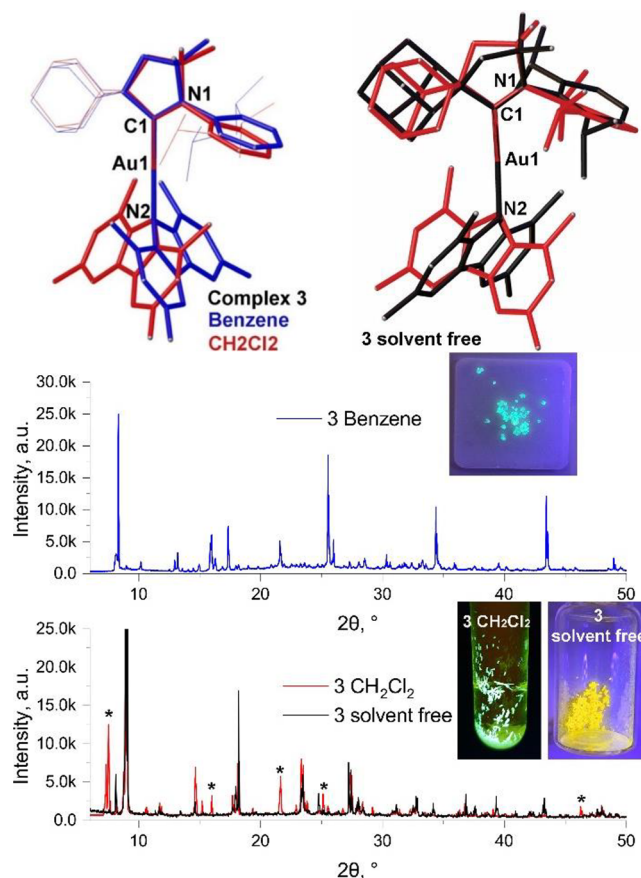 N1
C1
Au1
N2
Complex 3
Benzene
CH2Cl2
N1
C1
Au1
N2
3 solvent free
Intensity, a.u.
30.0k
25.0k
20.0k
15.0k
10.0k
5.0k
0.0
3 Benzene
10 20 30 40 50
2θ, °
Intensity, a.u.
25.0k
20.0k
15.0k
10.0k
5.0k
0.0
3 CH₂Cl₂
3 solvent free
* * * * *
3 CH₂Cl₂
3
solvent free
10 20 30 40 50
2θ, °